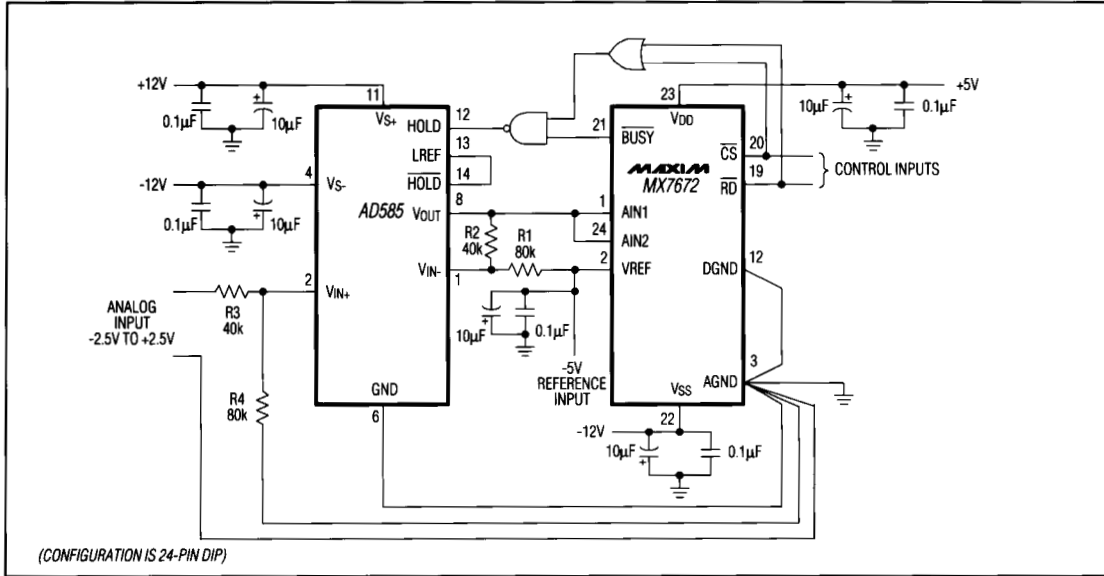 +12V
0.1µF
10µF
11
VS+
-12V
4
VS-
0.1µF
10µF
AD585
HOLD
12
LREF
13
HOLD
14
VOUT
8
VIN-
1
2
VIN+
ANALOG
INPUT
-2.5V TO +2.5V
R3
40k
R4
80k
GND
6
R2
40k
R1
80k
10µF
0.1µF
-5V
REFERENCE
INPUT
21
BUSY
23
VDD
MAXIM
MX7672
1
AIN1
24
AIN2
2
VREF
CS
20
RD
19
CONTROL INPUTS
+5V
10µF
0.1µF
DGND
12
AGND
3
VSS
22
-12V
10µF
0.1µF
(CONFIGURATION IS 24-PIN DIP)